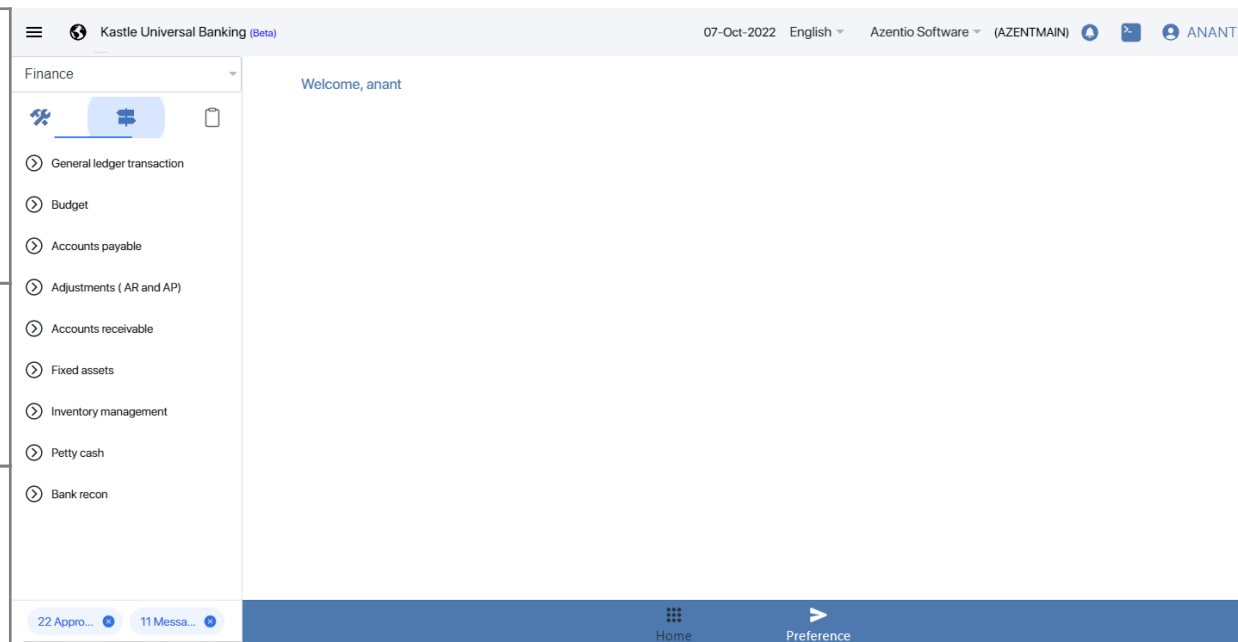 Kastle Universal Banking (Beta)
07-Oct-2022 English Azentio Software (AZENTMAIN) ANANT
Finance
Welcome, anant
General ledger transaction
Budget
Accounts payable
Adjustments ( AR and AP)
Accounts receivable
Fixed assets
Inventory management
Petty cash
Bank recon
22 Appro... 11 Messa...
Home Preference